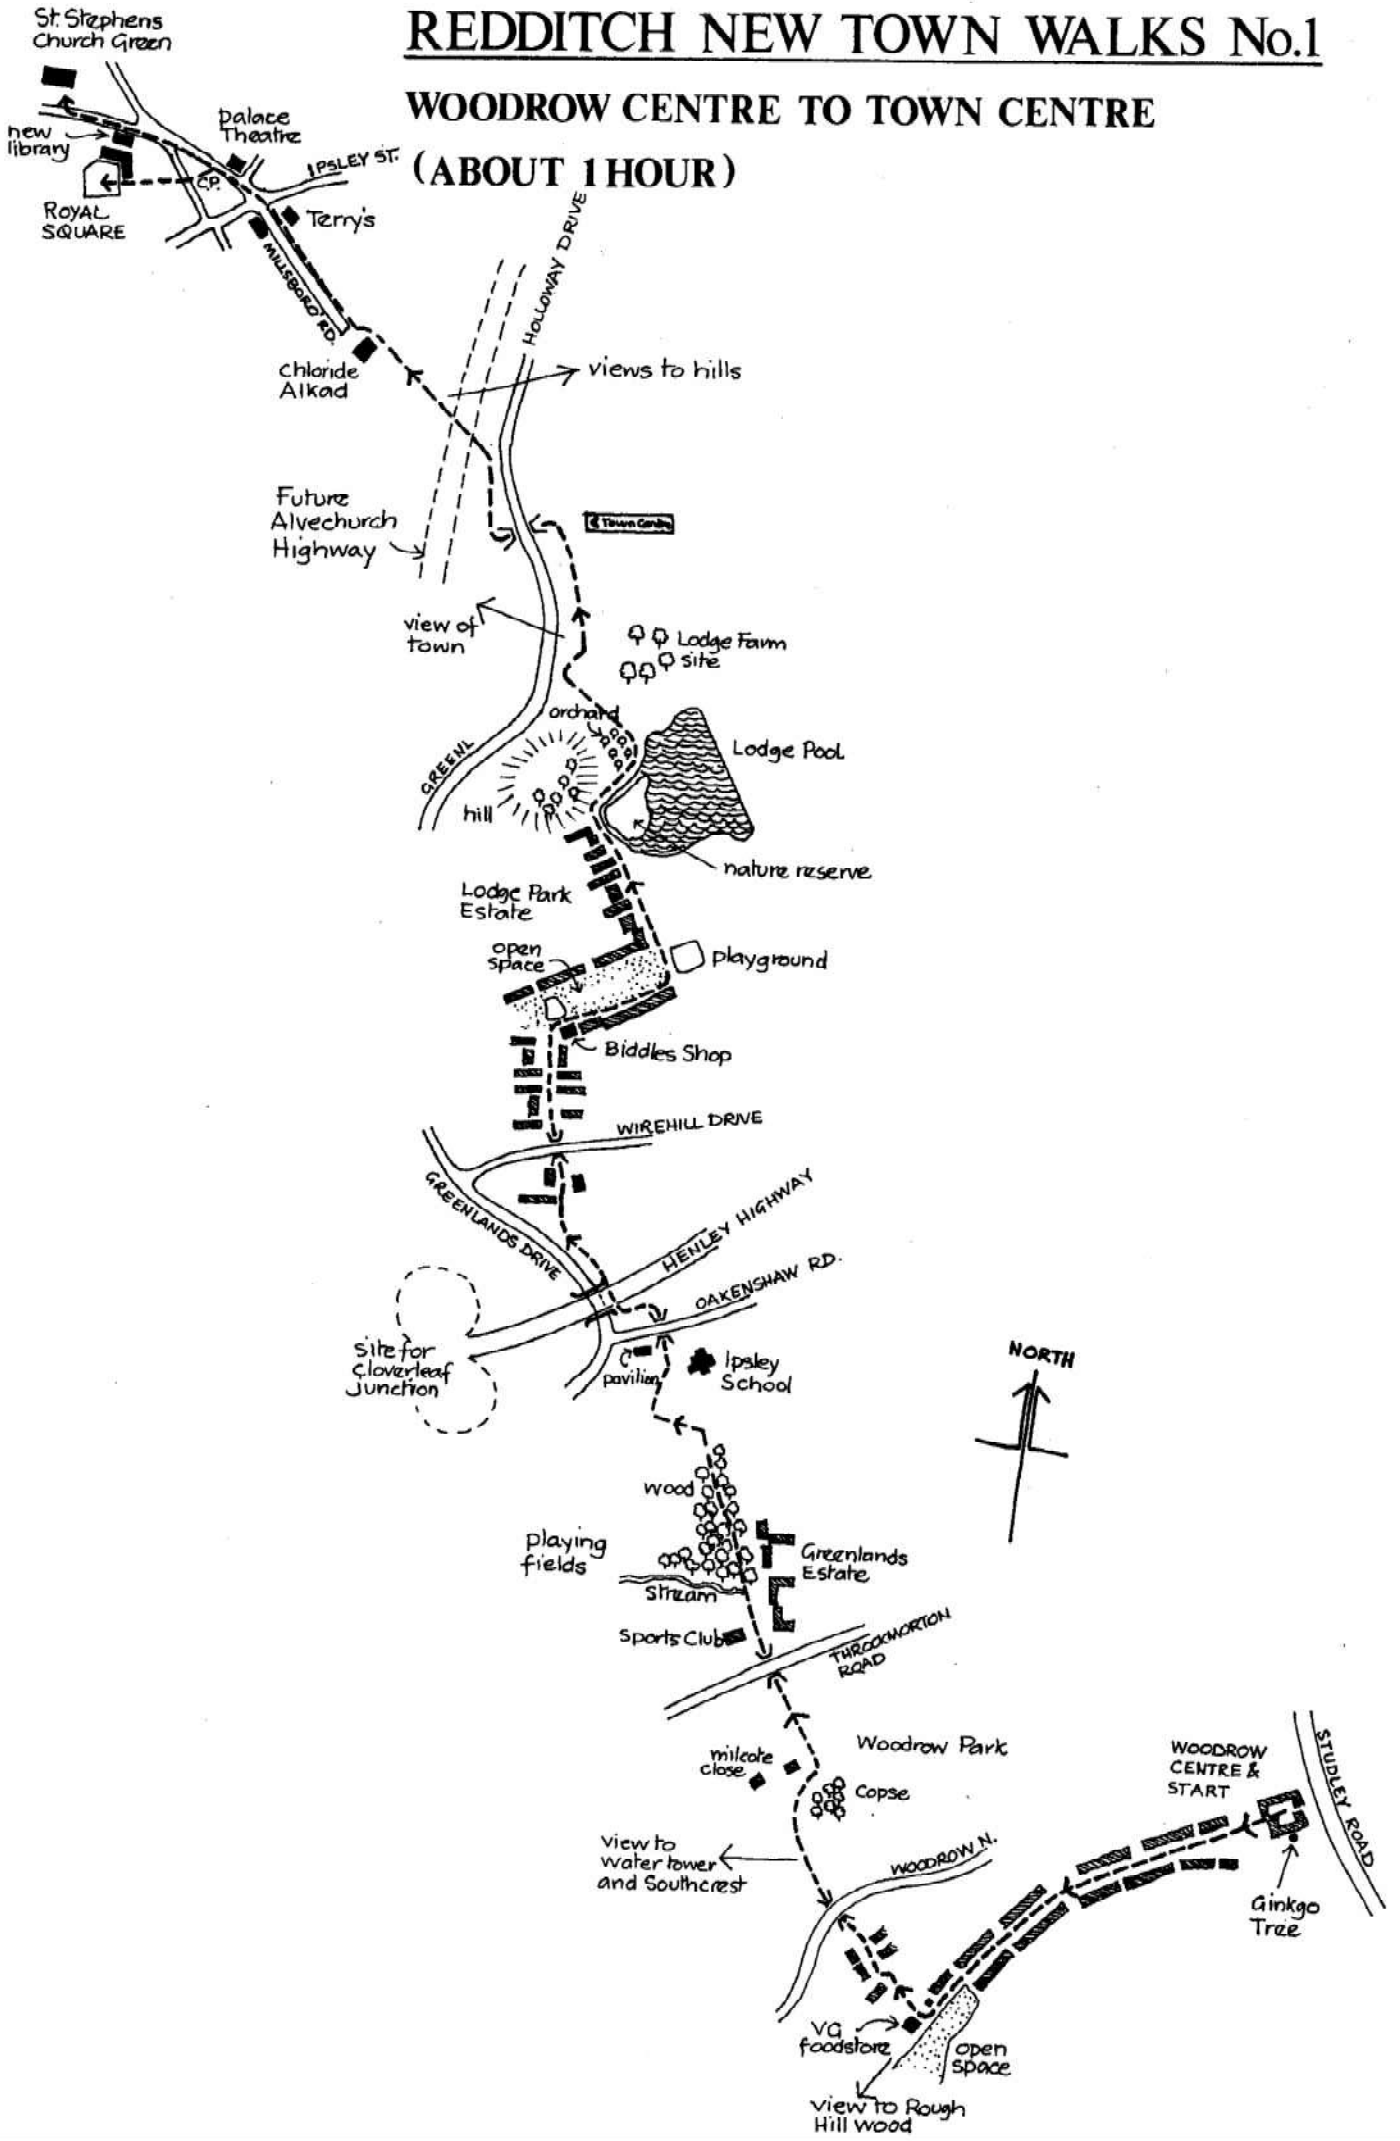 REDDITCH NEW TOWN WALKS No.1
WOODROW CENTRE TO TOWN CENTRE
(ABOUT 1 HOUR)
St. Stephens
Church Green
new
library
Palace
Theatre
IPSLEY ST.
C.P.
ROYAL
SQUARE
Terry's
MILLSBORO' RD.
HOLLOWAY DRIVE
Chloride
Alkad
views to hills
Future
Alvechurch
Highway
Town Centre
view of
town
Lodge Farm
site
orchard
Lodge Pool
GREENL
hill
nature reserve
Lodge Park
Estate
open
space
playground
Biddles Shop
WIREHILL DRIVE
GREENLANDS DRIVE
HENLEY HIGHWAY
OAKENSHAW RD.
site for
cloverleaf
junction
pavilion
Ipsley
School
NORTH
wood
playing
fields
Greenlands
Estate
stream
Sports Club
THROCKMORTON
ROAD
milcote
close
Woodrow Park
Copse
WOODROW
CENTRE &
START
STUDLEY ROAD
view to
water tower
and Southcrest
WOODROW N.
Ginkgo
Tree
VG
foodstore
open
space
view to Rough
Hill Wood